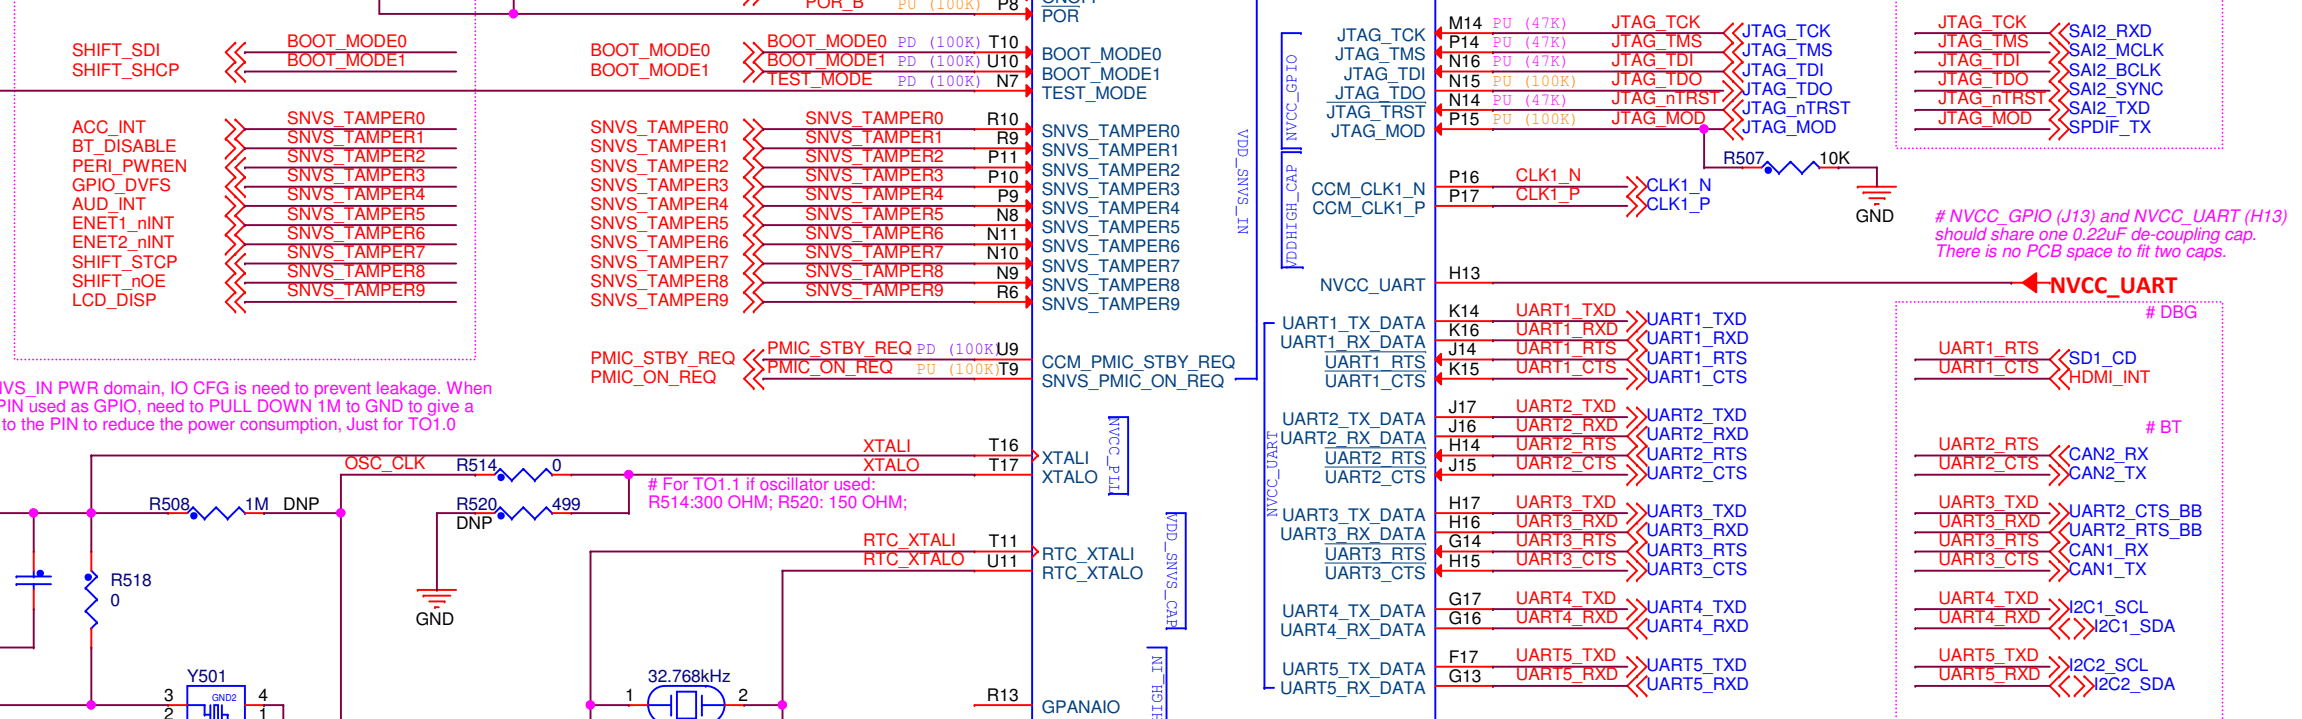 POR_B PU (100K) P8
POR
SHIFT_SDI BOOT_MODE0
SHIFT_SHCP BOOT_MODE1
BOOT_MODE0 BOOT_MODE0 PD (100K) T10 BOOT_MODE0
BOOT_MODE1 BOOT_MODE1 PD (100K) U10 BOOT_MODE1
TEST_MODE PD (100K) N7 TEST_MODE
ACC_INT SNVS_TAMPER0
BT_DISABLE SNVS_TAMPER1
PERI_PWREN SNVS_TAMPER2
GPIO_DVFS SNVS_TAMPER3
AUD_INT SNVS_TAMPER4
ENET1_nINT SNVS_TAMPER5
ENET2_nINT SNVS_TAMPER6
SHIFT_STCP SNVS_TAMPER7
SHIFT_nOE SNVS_TAMPER8
LCD_DISP SNVS_TAMPER9
SNVS_TAMPER0 SNVS_TAMPER0 R10 SNVS_TAMPER0
SNVS_TAMPER1 SNVS_TAMPER1 R9 SNVS_TAMPER1
SNVS_TAMPER2 SNVS_TAMPER2 P11 SNVS_TAMPER2
SNVS_TAMPER3 SNVS_TAMPER3 P10 SNVS_TAMPER3
SNVS_TAMPER4 SNVS_TAMPER4 P9 SNVS_TAMPER4
SNVS_TAMPER5 SNVS_TAMPER5 N8 SNVS_TAMPER5
SNVS_TAMPER6 SNVS_TAMPER6 N11 SNVS_TAMPER6
SNVS_TAMPER7 SNVS_TAMPER7 N10 SNVS_TAMPER7
SNVS_TAMPER8 SNVS_TAMPER8 N9 SNVS_TAMPER8
SNVS_TAMPER9 SNVS_TAMPER9 R6 SNVS_TAMPER9
PMIC_STBY_REQ PMIC_STBY_REQ PD (100K) U9 CCM_PMIC_STBY_REQ
PMIC_ON_REQ PMIC_ON_REQ PU (100K) T9 SNVS_PMIC_ON_REQ
VDD_SNVS_IN
NVS_IN PWR domain, IO CFG is need to prevent leakage. When
PIN used as GPIO, need to PULL DOWN 1M to GND to give a
to the PIN to reduce the power consumption, Just for TO1.0
XTALI T16 XTALI
OSC_CLK R514 0 XTALO T17 XTALO
NVCC_PLL
# For TO1.1 if oscillator used:
R514:300 OHM; R520: 150 OHM;
R508 1M DNP
R520 499
DNP
GND
RTC_XTALI T11 RTC_XTALI
RTC_XTALO U11 RTC_XTALO
VDD_SNVS_CAP
R518
0
Y501
3 GND2 4
2 1
32.768kHz
1 2
R13 GPANAIO
JTAG_TCK M14 PU (47K) JTAG_TCK JTAG_TCK
JTAG_TMS P14 PU (47K) JTAG_TMS JTAG_TMS
JTAG_TDI N16 PU (47K) JTAG_TDI JTAG_TDI
JTAG_TDO N15 PU (100K) JTAG_TDO JTAG_TDO
JTAG_TRST N14 PU (47K) JTAG_nTRST JTAG_nTRST
JTAG_MOD P15 PU (100K) JTAG_MOD JTAG_MOD
NVCC_GPIO
R507 10K
GND
CCM_CLK1_N P16 CLK1_N CLK1_N
CCM_CLK1_P P17 CLK1_P CLK1_P
VDDHIGH_CAP
NVCC_UART H13 NVCC_UART
UART1_TX_DATA K14 UART1_TXD UART1_TXD
UART1_RX_DATA K16 UART1_RXD UART1_RXD
UART1_RTS J14 UART1_RTS UART1_RTS
UART1_CTS K15 UART1_CTS UART1_CTS
UART2_TX_DATA J17 UART2_TXD UART2_TXD
UART2_RX_DATA J16 UART2_RXD UART2_RXD
UART2_RTS H14 UART2_RTS UART2_RTS
UART2_CTS J15 UART2_CTS UART2_CTS
NVCC_UART
UART3_TX_DATA H17 UART3_TXD UART3_TXD
UART3_RX_DATA H16 UART3_RXD UART3_RXD
UART3_RTS G14 UART3_RTS UART3_RTS
UART3_CTS H15 UART3_CTS UART3_CTS
UART4_TX_DATA G17 UART4_TXD UART4_TXD
UART4_RX_DATA G16 UART4_RXD UART4_RXD
UART5_TX_DATA F17 UART5_TXD UART5_TXD
UART5_RX_DATA G13 UART5_RXD UART5_RXD
JTAG_TCK SAI2_RXD
JTAG_TMS SAI2_MCLK
JTAG_TDI SAI2_BCLK
JTAG_TDO SAI2_SYNC
JTAG_nTRST SAI2_TXD
JTAG_MOD SPDIF_TX
# NVCC_GPIO (J13) and NVCC_UART (H13)
should share one 0.22uF de-coupling cap.
There is no PCB space to fit two caps.
# DBG
UART1_RTS SD1_CD
UART1_CTS HDMI_INT
# BT
UART2_RTS CAN2_RX
UART2_CTS CAN2_TX
UART3_TXD UART2_CTS_BB
UART3_RXD UART2_RTS_BB
UART3_RTS CAN1_RX
UART3_CTS CAN1_TX
UART4_TXD I2C1_SCL
UART4_RXD I2C1_SDA
UART5_TXD I2C2_SCL
UART5_RXD I2C2_SDA